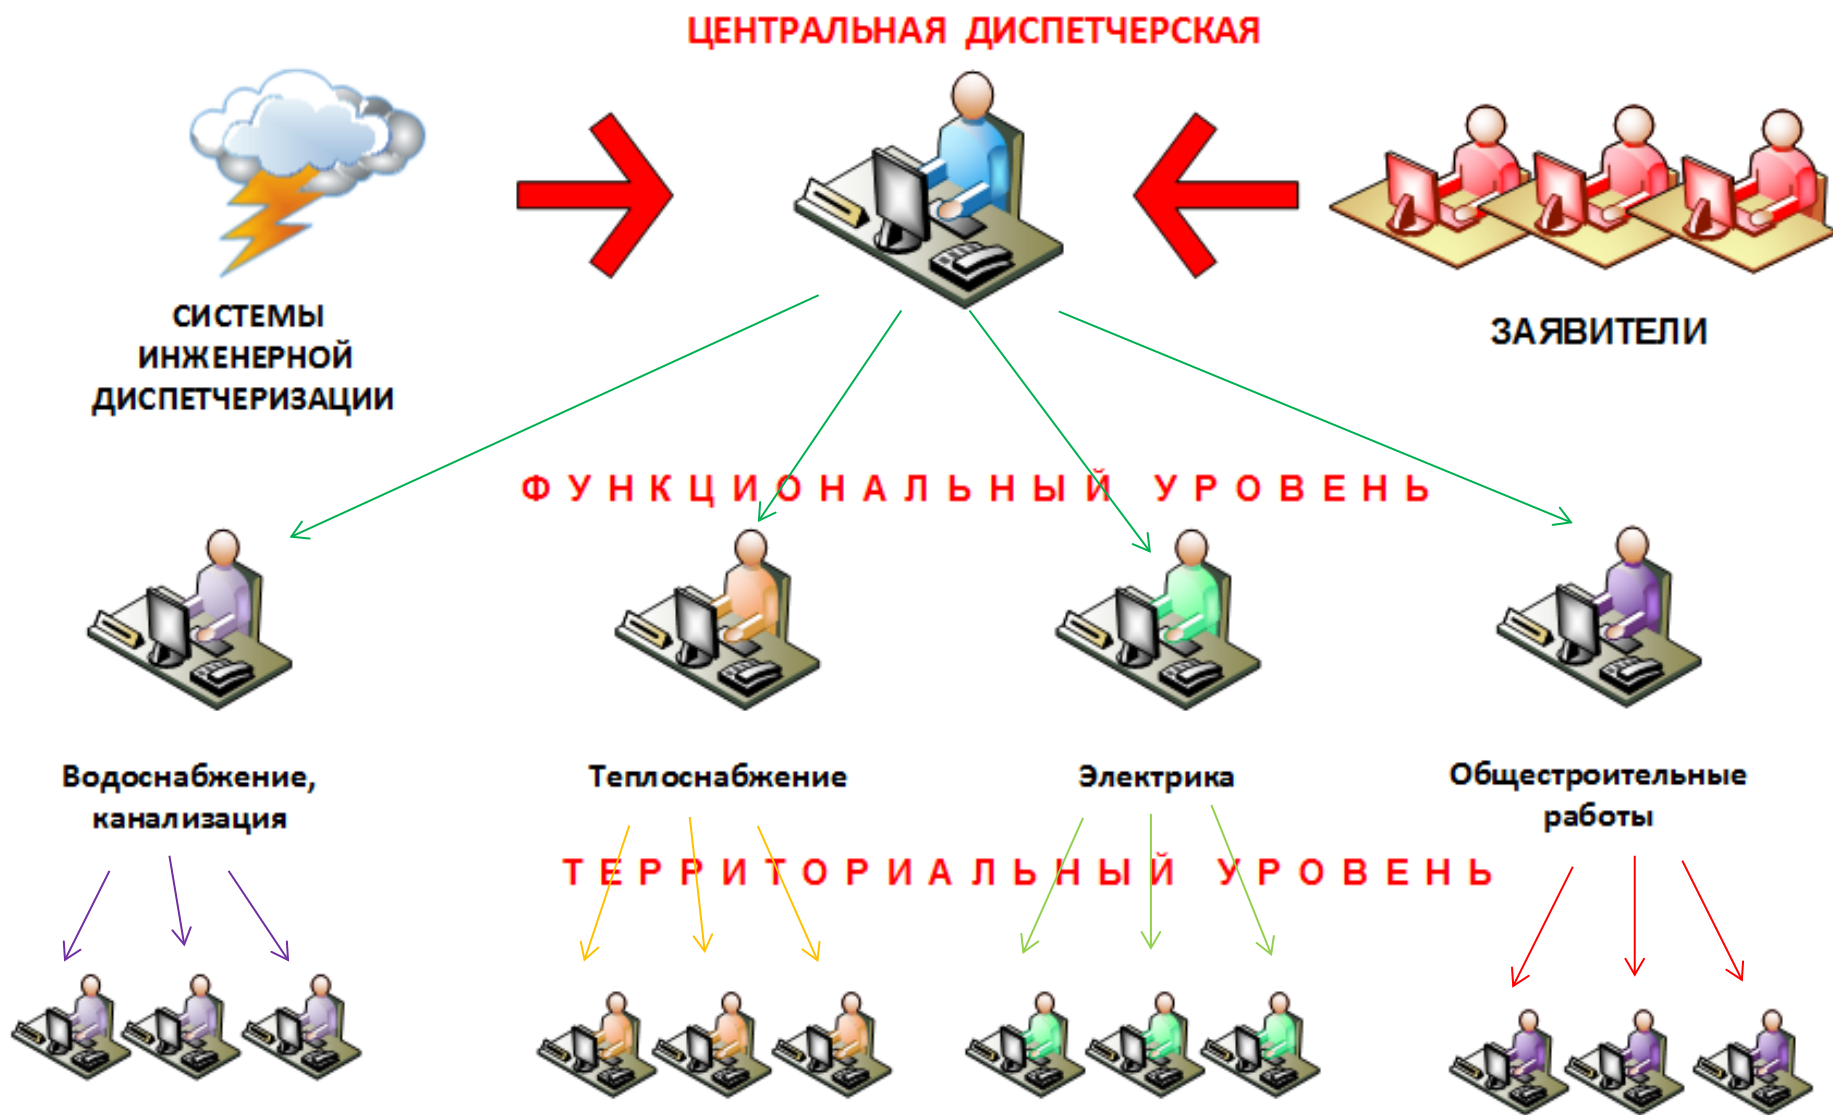 ЦЕНТРАЛЬНАЯ ДИСПЕТЧЕРСКАЯ
СИСТЕМЫ
ИНЖЕНЕРНОЙ
ДИСПЕТЧЕРИЗАЦИИ
ЗАЯВИТЕЛИ
ФУНКЦИОНАЛЬНЫЙ УРОВЕНЬ
Водоснабжение,
канализация
Теплоснабжение
Электрика
Общестроительные
работы
ТЕРРИТОРИАЛЬНЫЙ УРОВЕНЬ